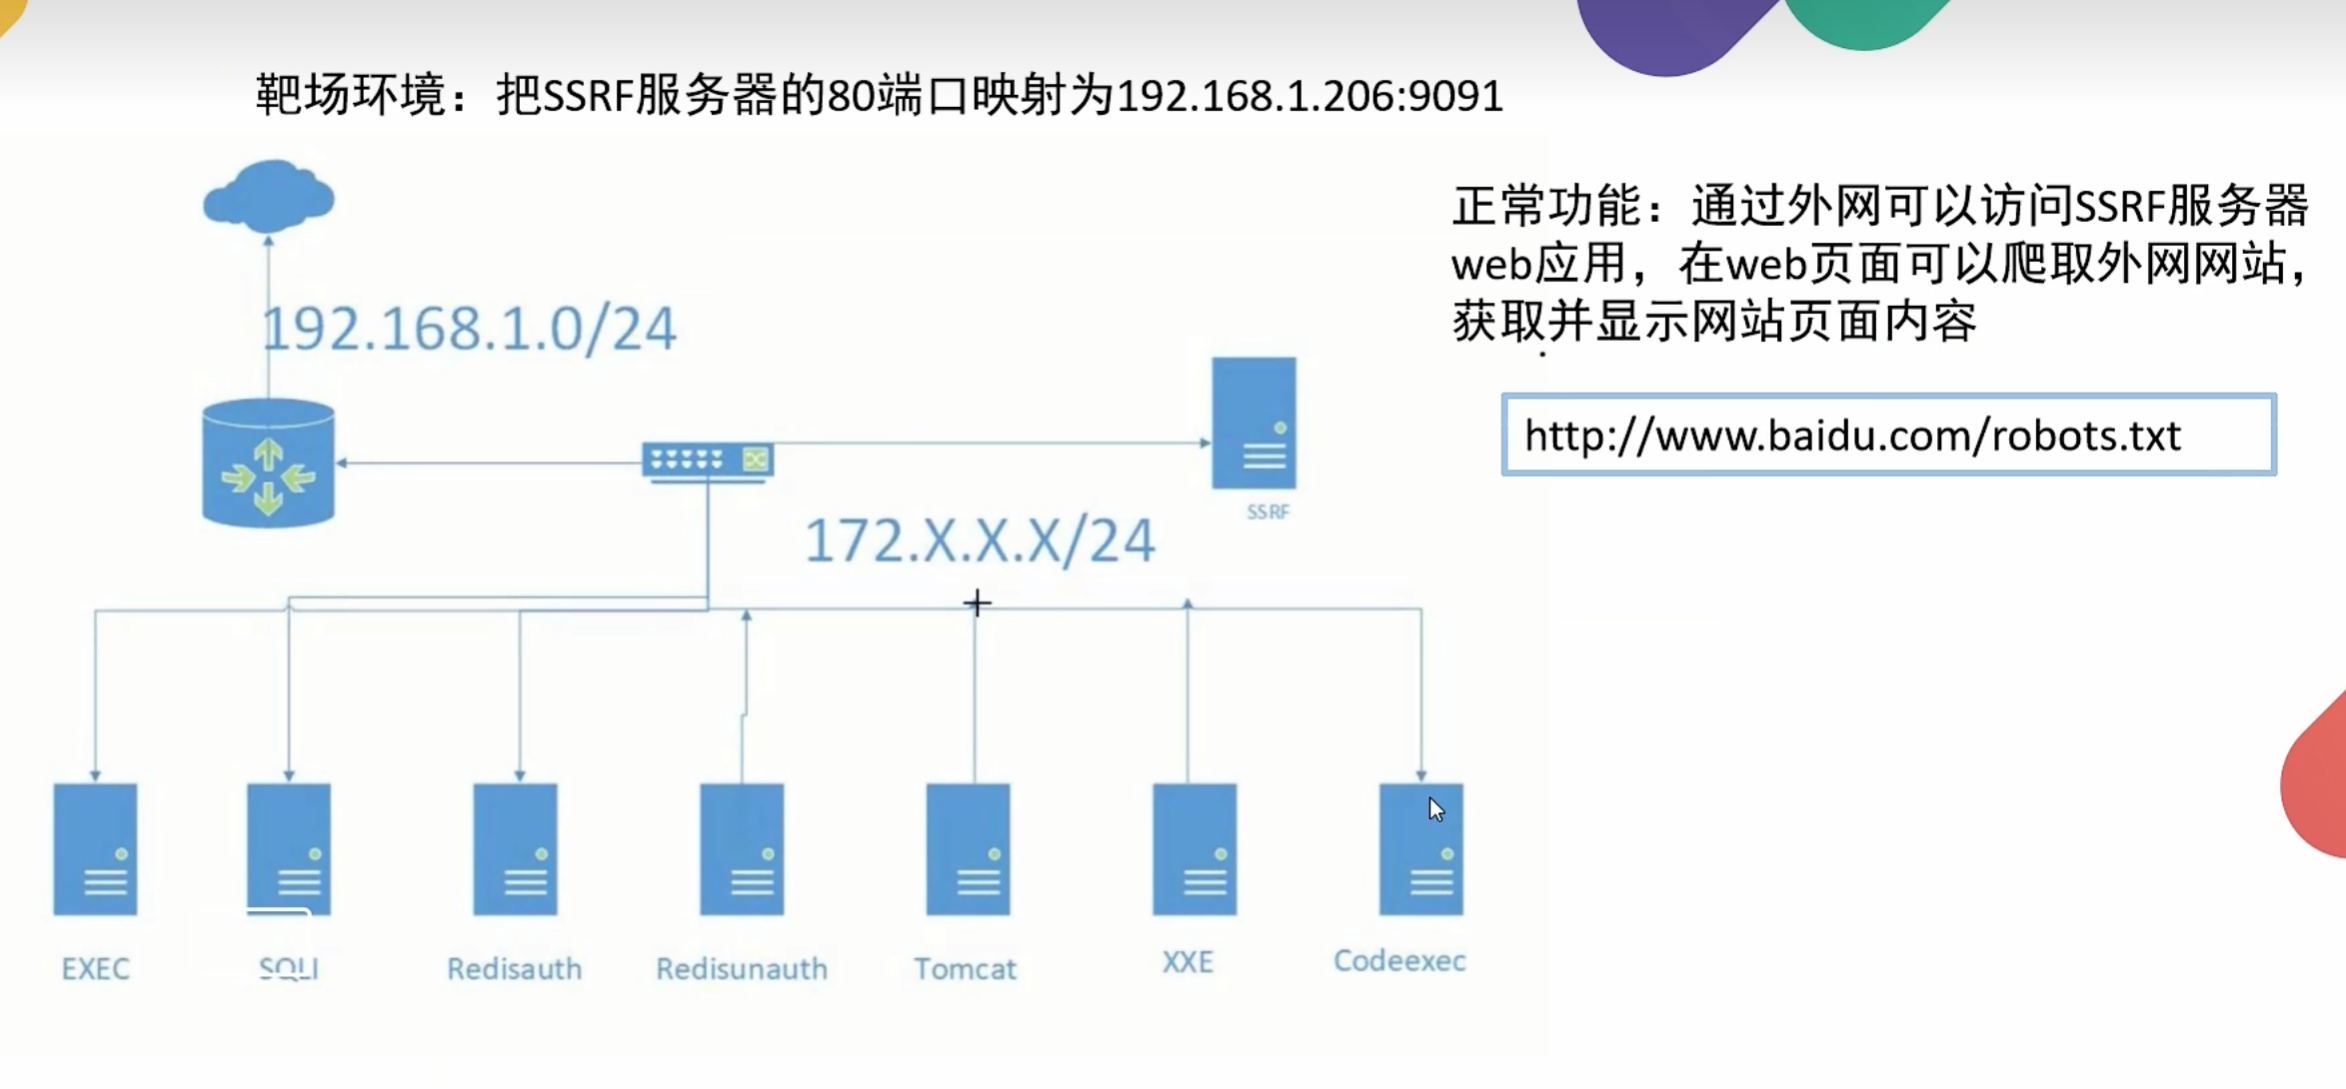 靶场环境：把SSRF服务器的80端口映射为192.168.1.206:9091
正常功能：通过外网可以访问SSRF服务器
web应用，在web页面可以爬取外网网站，
获取并显示网站页面内容
192.168.1.0/24
http://www.baidu.com/robots.txt
SSRF
172.X.X.X/24
EXEC
SQLI
Redisauth
Redisunauth
Tomcat
XXE
Codeexec